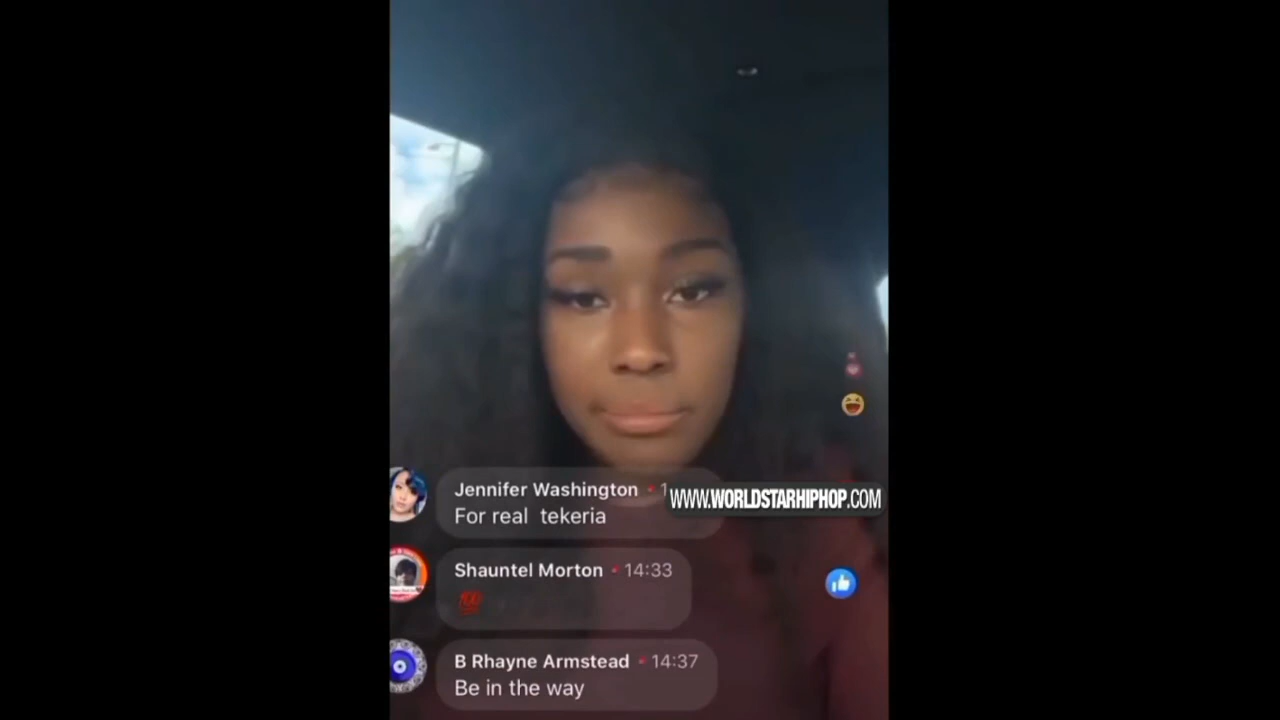 Jennifer Washington • 1
For real tekeria
WWW.WORLDSTARHIPHOP.COM
Shauntel Morton • 14:33
💯
B Rhayne Armstead • 14:37
Be in the way